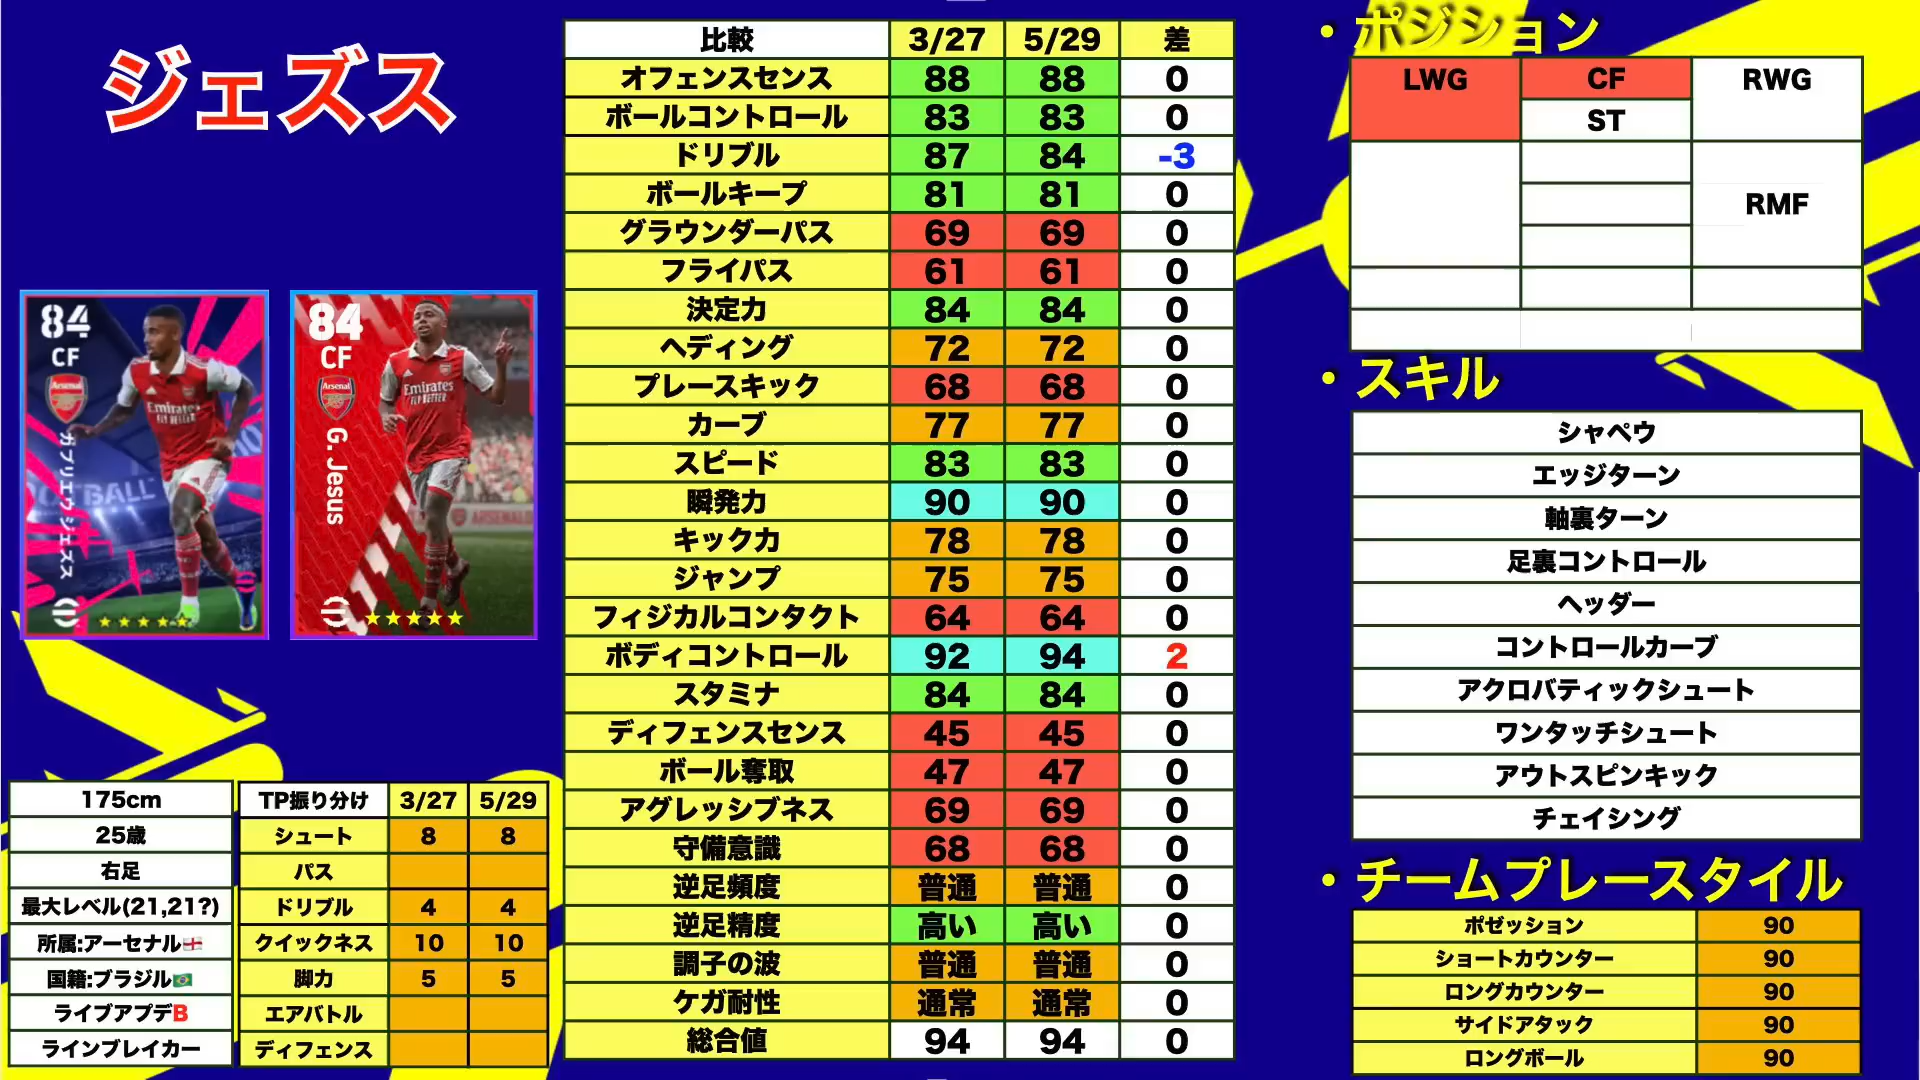 ジェズス
84
CF
Arsenal
Emirates
FLY BETTER
ガブリエウ ジェズス
84
CF
Arsenal
Emirates
FLY BETTER
G. Jesus
175cm
25歳
右足
最大レベル(21,21?)
所属:アーセナル
国籍:ブラジル
ライブアプデB
ラインブレイカー
TP振り分け 3/27 5/29
シュート 8 8
パス
ドリブル 4 4
クイックネス 10 10
脚力 5 5
エアバトル
ディフェンス
比較 3/27 5/29 差
オフェンスセンス 88 88 0
ボールコントロール 83 83 0
ドリブル 87 84 -3
ボールキープ 81 81 0
グラウンダーパス 69 69 0
フライパス 61 61 0
決定力 84 84 0
ヘディング 72 72 0
プレースキック 68 68 0
カーブ 77 77 0
スピード 83 83 0
瞬発力 90 90 0
キック力 78 78 0
ジャンプ 75 75 0
フィジカルコンタクト 64 64 0
ボディコントロール 92 94 2
スタミナ 84 84 0
ディフェンスセンス 45 45 0
ボール奪取 47 47 0
アグレッシブネス 69 69 0
守備意識 68 68 0
逆足頻度 普通 普通 0
逆足精度 高い 高い 0
調子の波 普通 普通 0
ケガ耐性 通常 通常 0
総合値 94 94 0
・ポジション
LWG CF RWG
ST
RMF
・スキル
シャペウ
エッジターン
軸裏ターン
足裏コントロール
ヘッダー
コントロールカーブ
アクロバティックシュート
ワンタッチシュート
アウトスピンキック
チェイシング
・チームプレースタイル
ポゼッション 90
ショートカウンター 90
ロングカウンター 90
サイドアタック 90
ロングボール 90